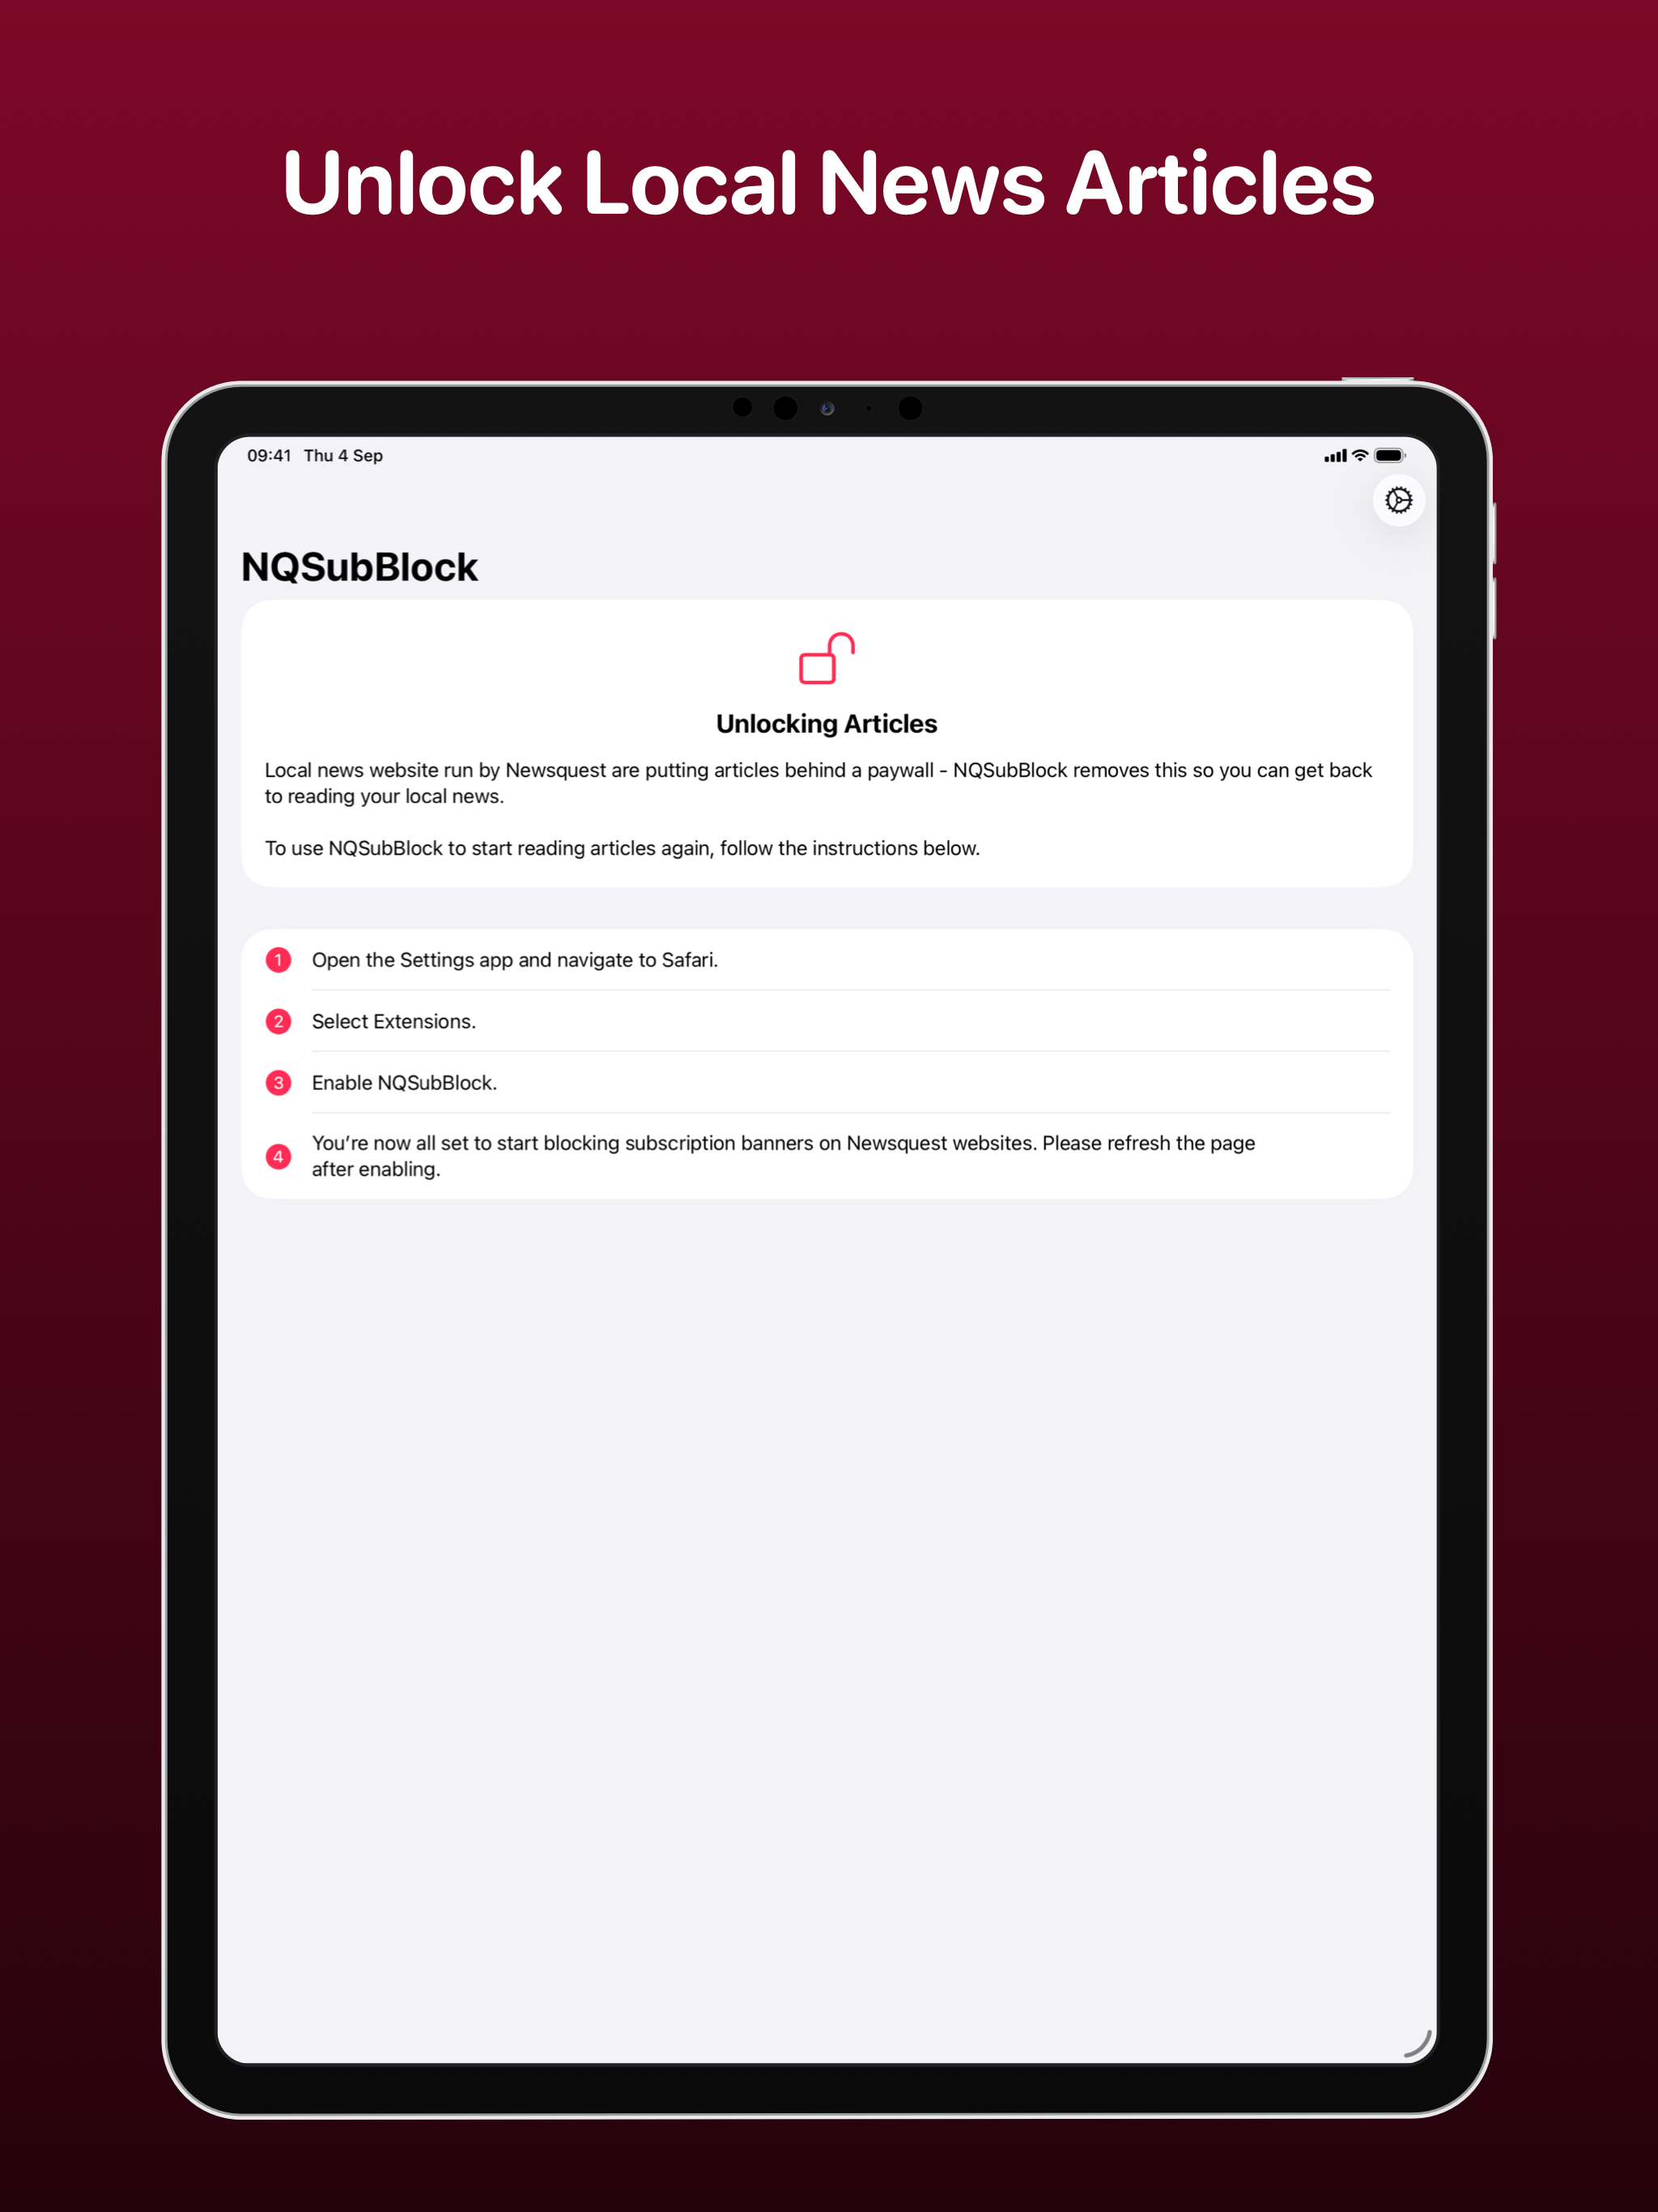 Unlock Local News Articles
09:41 Thu 4 Sep
NQSubBlock
Unlocking Articles
Local news website run by Newsquest are putting articles behind a paywall - NQSubBlock removes this so you can get back
to reading your local news.
To use NQSubBlock to start reading articles again, follow the instructions below.
1 Open the Settings app and navigate to Safari.
2 Select Extensions.
3 Enable NQSubBlock.
4 You’re now all set to start blocking subscription banners on Newsquest websites. Please refresh the page
after enabling.